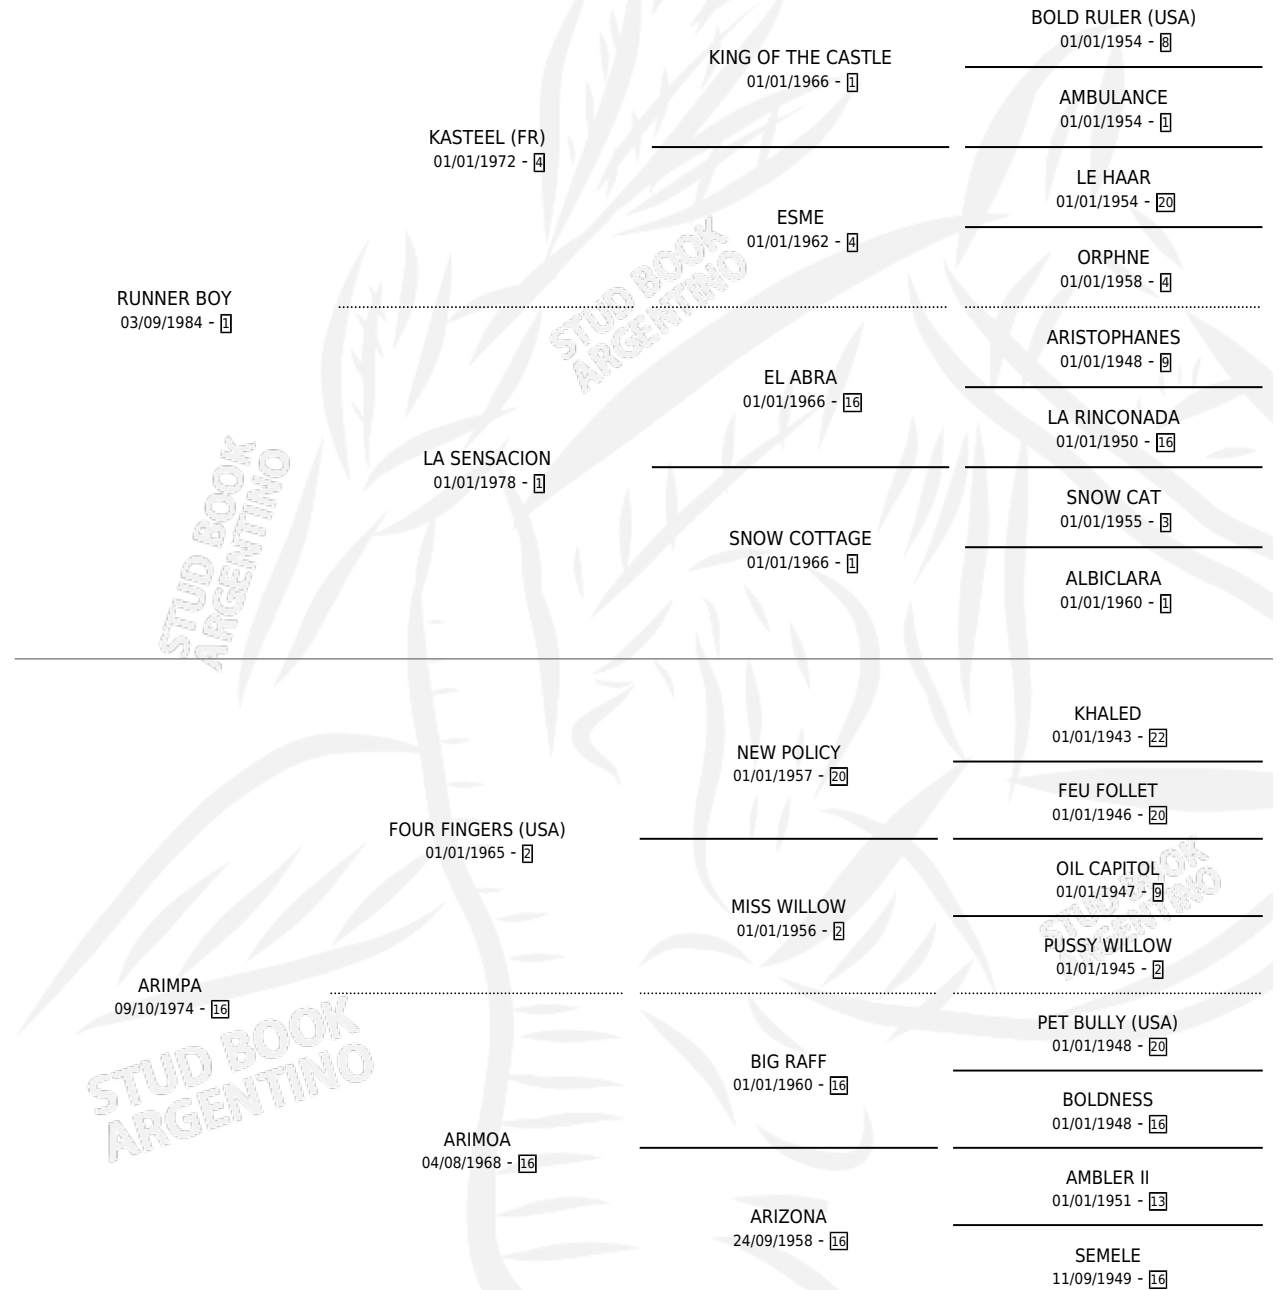 BOLD RULER (USA)
01/01/1954 - 8
KING OF THE CASTLE
01/01/1966 - 1
AMBULANCE
01/01/1954 - 1
KASTEEL (FR)
01/01/1972 - 4
LE HAAR
01/01/1954 - 20
ESME
01/01/1962 - 4
ORPHNE
01/01/1958 - 4
RUNNER BOY
03/09/1984 - 1
ARISTOPHANES
01/01/1948 - 9
EL ABRA
01/01/1966 - 16
LA RINCONADA
01/01/1950 - 16
LA SENSACION
01/01/1978 - 1
SNOW CAT
01/01/1955 - 3
SNOW COTTAGE
01/01/1966 - 1
ALBICLARA
01/01/1960 - 1
KHALED
01/01/1943 - 22
NEW POLICY
01/01/1957 - 20
FEU FOLLET
01/01/1946 - 20
FOUR FINGERS (USA)
01/01/1965 - 2
OIL CAPITOL
01/01/1947 - 9
MISS WILLOW
01/01/1956 - 2
PUSSY WILLOW
01/01/1945 - 2
ARIMPA
09/10/1974 - 16
PET BULLY (USA)
01/01/1948 - 20
BIG RAFF
01/01/1960 - 16
BOLDNESS
01/01/1948 - 16
ARIMOA
04/08/1968 - 16
AMBLER II
01/01/1951 - 13
ARIZONA
24/09/1958 - 16
SEMELE
11/09/1949 - 16
STUD BOOK
ARGENTINO
STUD BOOK
ARGENTINO
STUD BOOK
ARGENTINO
STUD BOOK
ARGENTINO